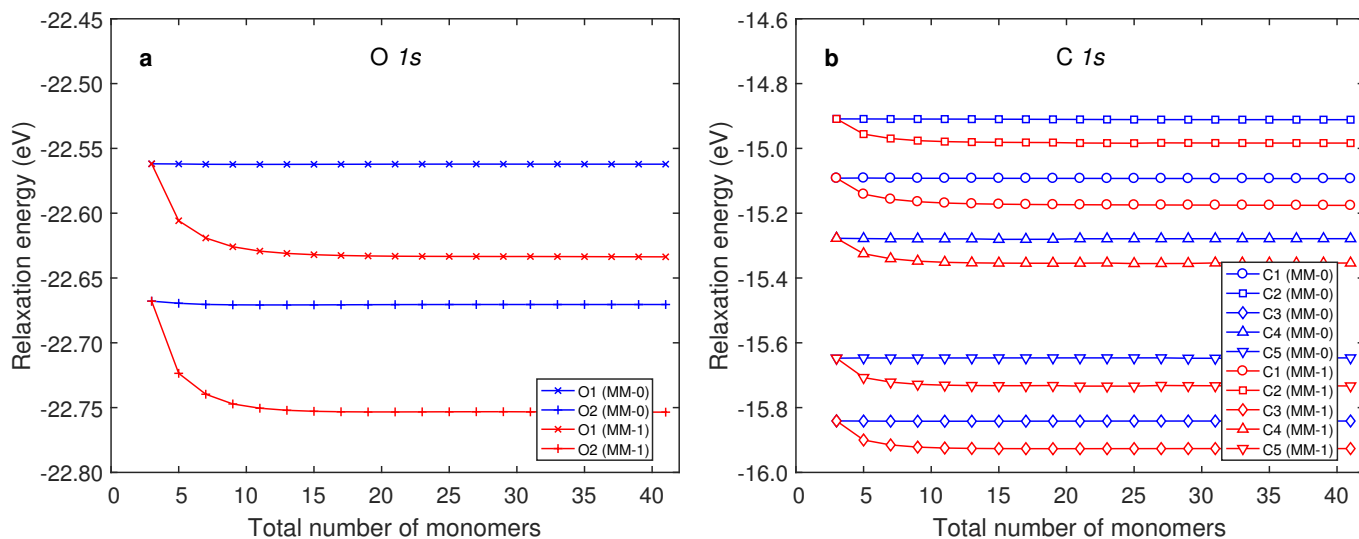 a
O 1s
-22.45
-22.50
-22.55
-22.60
-22.65
-22.70
-22.75
-22.80
Relaxation energy (eV)
0 5 10 15 20 25 30 35 40
Total number of monomers
O1 (MM-0)
O2 (MM-0)
O1 (MM-1)
O2 (MM-1)
b
C 1s
-14.6
-14.8
-15.0
-15.2
-15.4
-15.6
-15.8
-16.0
Relaxation energy (eV)
0 5 10 15 20 25 30 35 40
Total number of monomers
C1 (MM-0)
C2 (MM-0)
C3 (MM-0)
C4 (MM-0)
C5 (MM-0)
C1 (MM-1)
C2 (MM-1)
C3 (MM-1)
C4 (MM-1)
C5 (MM-1)